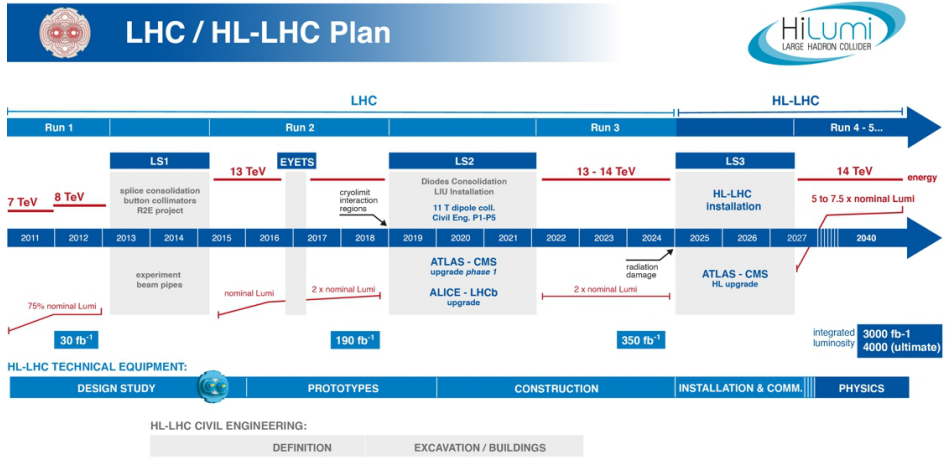 LHC / HL-LHC Plan
HiLumi
LARGE HADRON COLLIDER
LHC
HL-LHC
Run 1
Run 2
Run 3
Run 4 - 5...
LS1
EYETS
LS2
LS3
13 TeV
13 - 14 TeV
14 TeV
energy
7 TeV
8 TeV
splice consolidation
button collimators
R2E project
cryolimit
interaction
regions
Diodes Consolidation
LIU Installation
11 T dipole coll.
Civil Eng. P1-P5
HL-LHC
installation
5 to 7.5 x nominal Lumi
2011
2012
2013
2014
2015
2016
2017
2018
2019
2020
2021
2022
2023
2024
2025
2026
2027
2040
experiment
beam pipes
ATLAS - CMS
upgrade phase 1
ALICE - LHCb
upgrade
radiation
damage
ATLAS - CMS
HL upgrade
75% nominal Lumi
nominal Lumi
2 x nominal Lumi
2 x nominal Lumi
30 fb-1
190 fb-1
350 fb-1
integrated
luminosity
3000 fb-1
4000 (ultimate)
HL-LHC TECHNICAL EQUIPMENT:
DESIGN STUDY
PROTOTYPES
CONSTRUCTION
INSTALLATION & COMM.
PHYSICS
HL-LHC CIVIL ENGINEERING:
DEFINITION
EXCAVATION / BUILDINGS